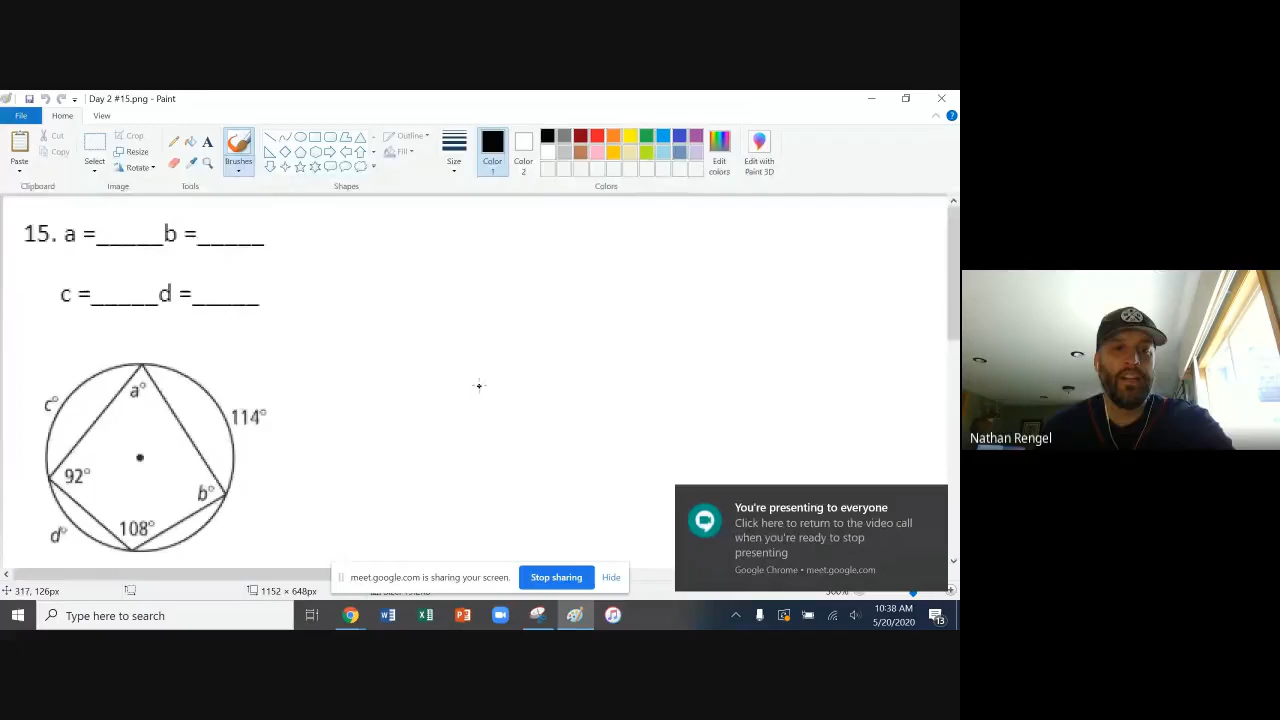 Day 2 #15.png - Paint
File Home View
Paste Cut Copy
Clipboard
Select Crop Resize Rotate
Image
Tools
Brushes
Shapes
Outline Fill
Size
Color 1
Color 2
Colors
Edit colors
Edit with Paint 3D
15. a =_____b =_____
c =_____d =_____
a°
c°
114°
92°
b°
108°
d°
Nathan Rengel
You're presenting to everyone
Click here to return to the video call
when you're ready to stop
presenting
Google Chrome • meet.google.com
meet.google.com is sharing your screen. Stop sharing Hide
317, 126px 1152 × 648px
Type here to search
10:38 AM
5/20/2020
13